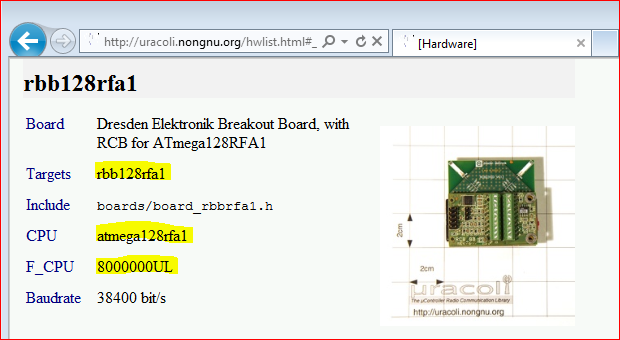 http://uracoli.nongnu.org/hwlist.html#_
[Hardware]
rbb128rfa1
Board Dresden Elektronik Breakout Board, with
RCB for ATmega128RFA1
Targets rbb128rfa1
Include boards/board_rbbrfa1.h
CPU atmega128rfa1
F_CPU 8000000UL
Baudrate 38400 bit/s
2cm
2cm
uracoli
The µController Radio Communication Library
http://uracoli.nongnu.org